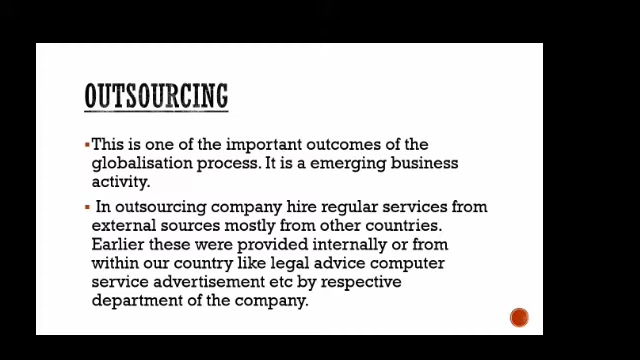 OUTSOURCING
▪This is one of the important outcomes of the
globalisation process. It is a emerging business
activity.
▪ In outsourcing company hire regular services from
external sources mostly from other countries.
Earlier these were provided internally or from
within our country like legal advice computer
service advertisement etc by respective
department of the company.